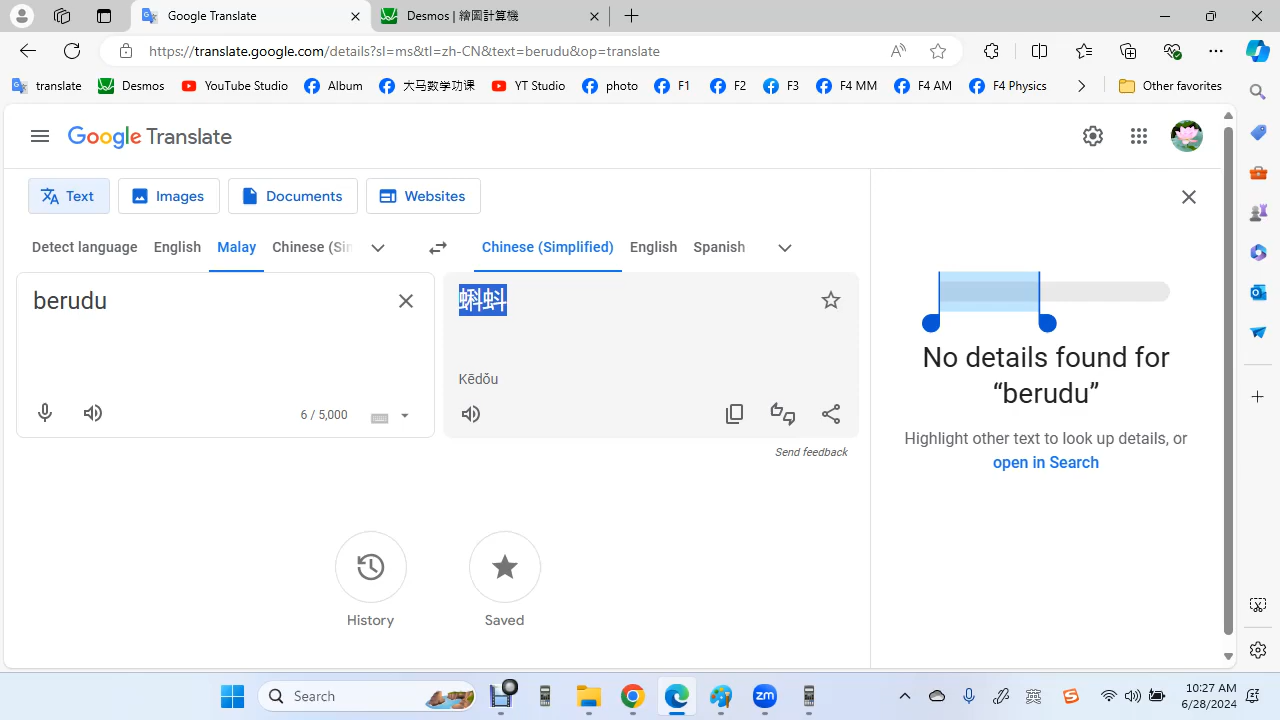 Google Translate
Desmos | 繪圖計算機
https://translate.google.com/details?sl=ms&tl=zh-CN&text=berudu&op=translate
translate
Desmos
YouTube Studio
Album
大马数学功课
YT Studio
photo
F1
F2
F3
F4 MM
F4 AM
F4 Physics
Other favorites
Google Translate
Text
Images
Documents
Websites
Detect language
English
Malay
Chinese (Sim
Chinese (Simplified)
English
Spanish
berudu
蝌蚪
Kēdǒu
6 / 5,000
Send feedback
No details found for
“berudu”
Highlight other text to look up details, or
open in Search
History
Saved
Search
zm
英
10:27 AM
6/28/2024